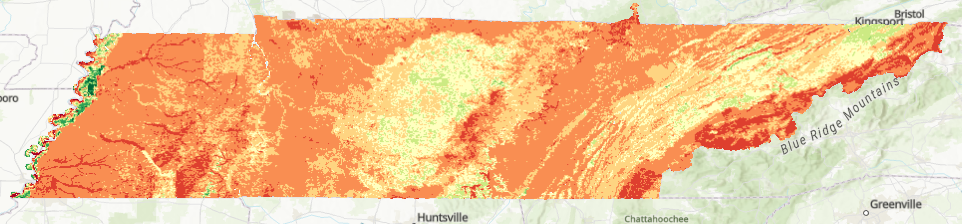 Bristol
Kingsport
boro
Blue Ridge Mountains
Greenville
Huntsville
Chattahoochee